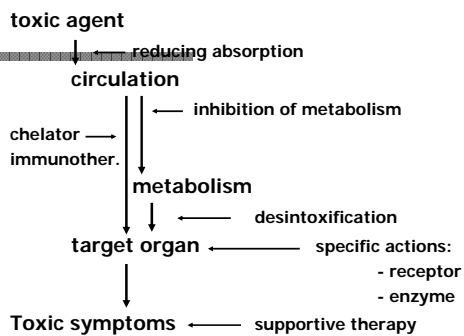 toxic agent
reducing absorption
circulation
inhibition of metabolism
chelator
immunother.
metabolism
desintoxification
target organ
specific actions:
- receptor
- enzyme
Toxic symptoms
supportive therapy